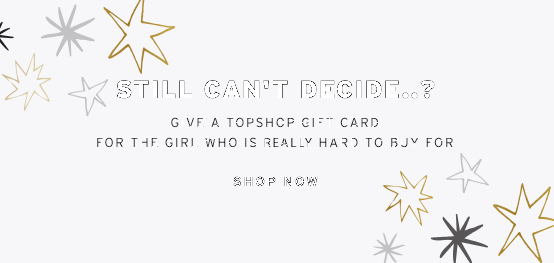 STILL CAN'T DECIDE..?
GIVE A TOPSHOP GIFT CARD
FOR THE GIRL WHO IS REALLY HARD TO BUY FOR
SHOP NOW